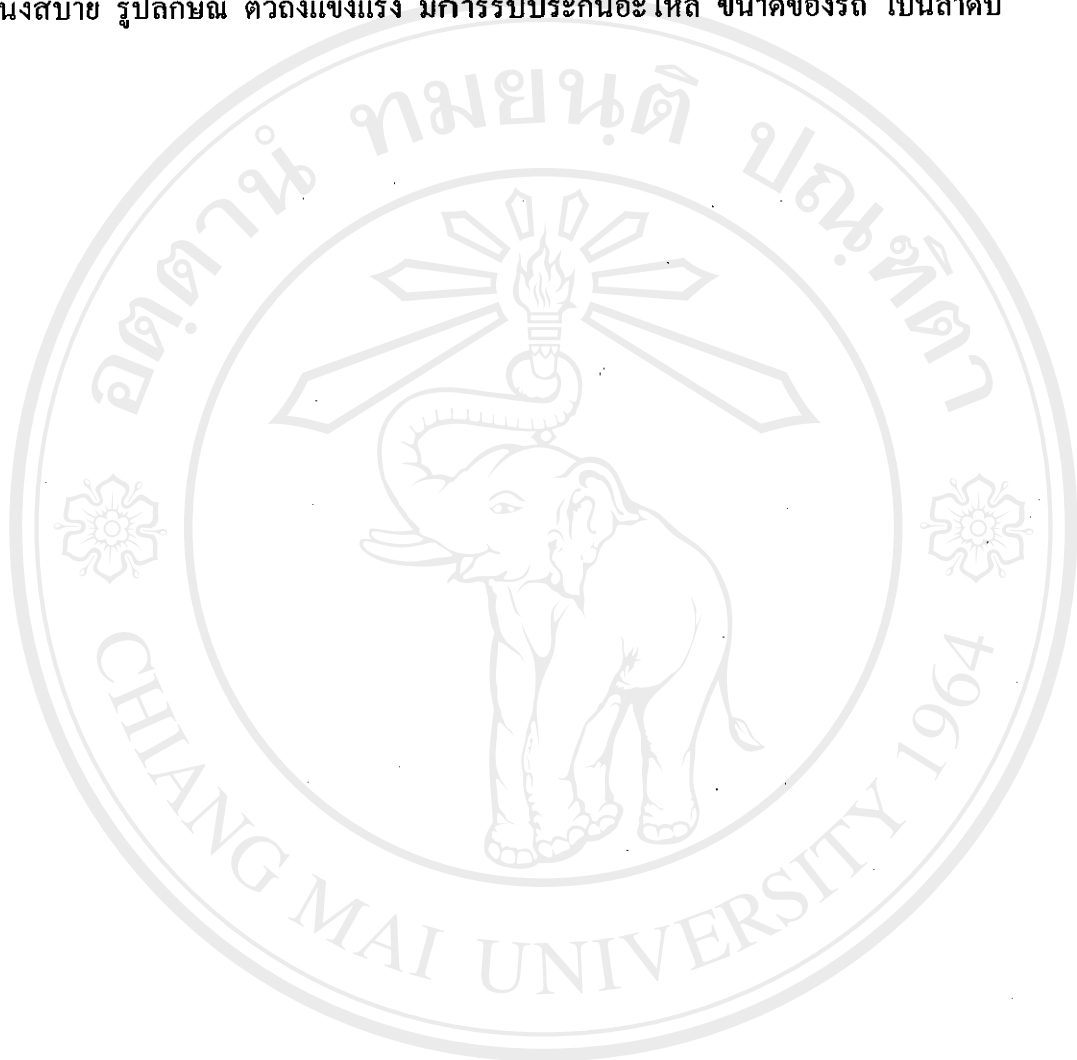 นั่งสบาย รูปลักษณ์ ตัวถังแข็งแรง มีการรับประกันอะไหล่ ขนาดของรถ เป็นลำดับ
อตฺตานํ ทมยนฺติ ปณฺฑิตา
CHIANG MAI UNIVERSITY 1964